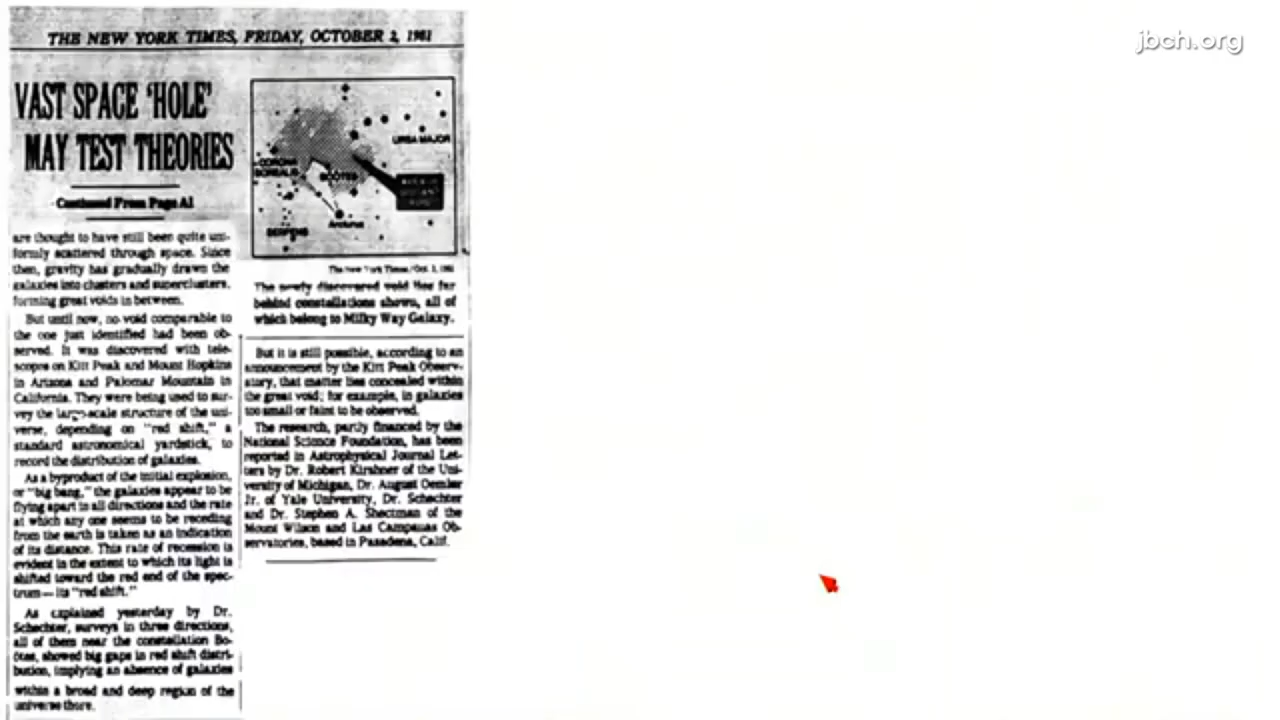 THE NEW YORK TIMES, FRIDAY, OCTOBER 2, 1981
jbch.org
VAST SPACE 'HOLE'
MAY TEST THEORIES
Continued From Page A1
are thought to have still been quite uni-
formly scattered through space. Since
then, gravity has gradually drawn the
galaxies into clusters and superclusters,
forming great voids in between.
But until now, no void comparable to
the one just identified had been ob-
served. It was discovered with tele-
scopes on Kitt Peak and Mount Hopkins
in Arizona and Palomar Mountain in
California. They were being used to sur-
vey the large-scale structure of the uni-
verse, depending on "red shift," a
standard astronomical yardstick, to
record the distribution of galaxies.
As a byproduct of the initial explosion,
or "big bang," the galaxies appear to be
flying apart in all directions and the rate
at which any one seems to be receding
from the earth is taken as an indication
of its distance. This rate of recession is
evident in the extent to which its light is
shifted toward the red end of the spec-
trum — its "red shift."
As explained yesterday by Dr.
Schechter, surveys in three directions,
all of them near the constellation Bo-
ötes, showed big gaps in red shift distri-
bution, implying an absence of galaxies
within a broad and deep region of the
universe there.
URSA MAJOR
CORONA
BOREALIS
BOOTES
Arcturus
SERPENS
The New York Times/Oct. 2, 1981
The newly discovered void lies far
behind constellations shown, all of
which belong to Milky Way Galaxy.
But it is still possible, according to an
announcement by the Kitt Peak Observ-
atory, that matter lies concealed within
the great void; for example, in galaxies
too small or faint to be observed.
The research, partly financed by the
National Science Foundation, has been
reported in Astrophysical Journal Let-
ters by Dr. Robert Kirshner of the Uni-
versity of Michigan, Dr. August Oemler
Jr. of Yale University, Dr. Schechter
and Dr. Stephen A. Shectman of the
Mount Wilson and Las Campanas Ob-
servatories, based in Pasadena, Calif.